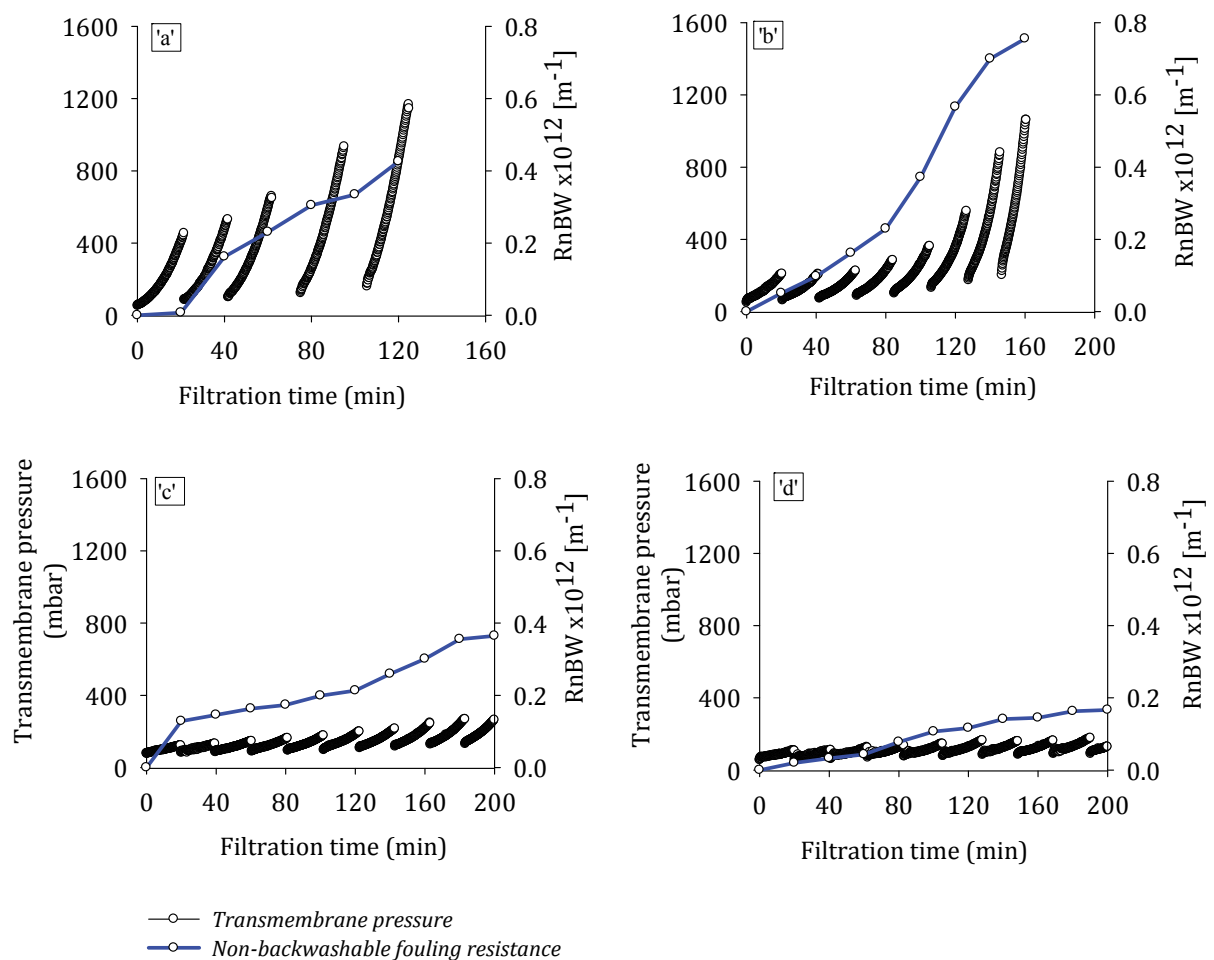 'a'
1600
1200
800
400
0
0.8
0.6
0.4
0.2
0.0
RnBW x10^12 [m^-1]
0 40 80 120 160
Filtration time (min)
'b'
1600
1200
800
400
0
0.8
0.6
0.4
0.2
0.0
RnBW x10^12 [m^-1]
0 40 80 120 160 200
Filtration time (min)
Transmembrane pressure
(mbar)
'c'
1600
1200
800
400
0
0.8
0.6
0.4
0.2
0.0
RnBW x10^12 [m^-1]
0 40 80 120 160 200
Filtration time (min)
Transmembrane pressure
(mbar)
'd'
1600
1200
800
400
0
0.8
0.6
0.4
0.2
0.0
RnBW x10^12 [m^-1]
0 40 80 120 160 200
Filtration time (min)
Transmembrane pressure
Non-backwashable fouling resistance